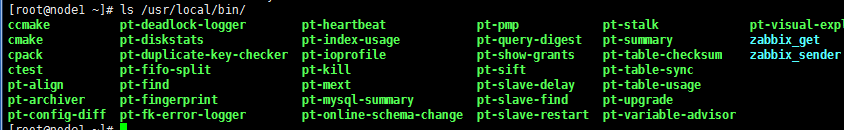 [root@node1 ~]# ls /usr/local/bin/
ccmake pt-deadlock-logger pt-heartbeat pt-pmp pt-stalk pt-visual-expl
cmake pt-diskstats pt-index-usage pt-query-digest pt-summary zabbix_get
cpack pt-duplicate-key-checker pt-ioprofile pt-show-grants pt-table-checksum zabbix_sender
ctest pt-fifo-split pt-kill pt-sift pt-table-sync
pt-align pt-find pt-mext pt-slave-delay pt-table-usage
pt-archiver pt-fingerprint pt-mysql-summary pt-slave-find pt-upgrade
pt-config-diff pt-fk-error-logger pt-online-schema-change pt-slave-restart pt-variable-advisor
[root@node1 ~]#